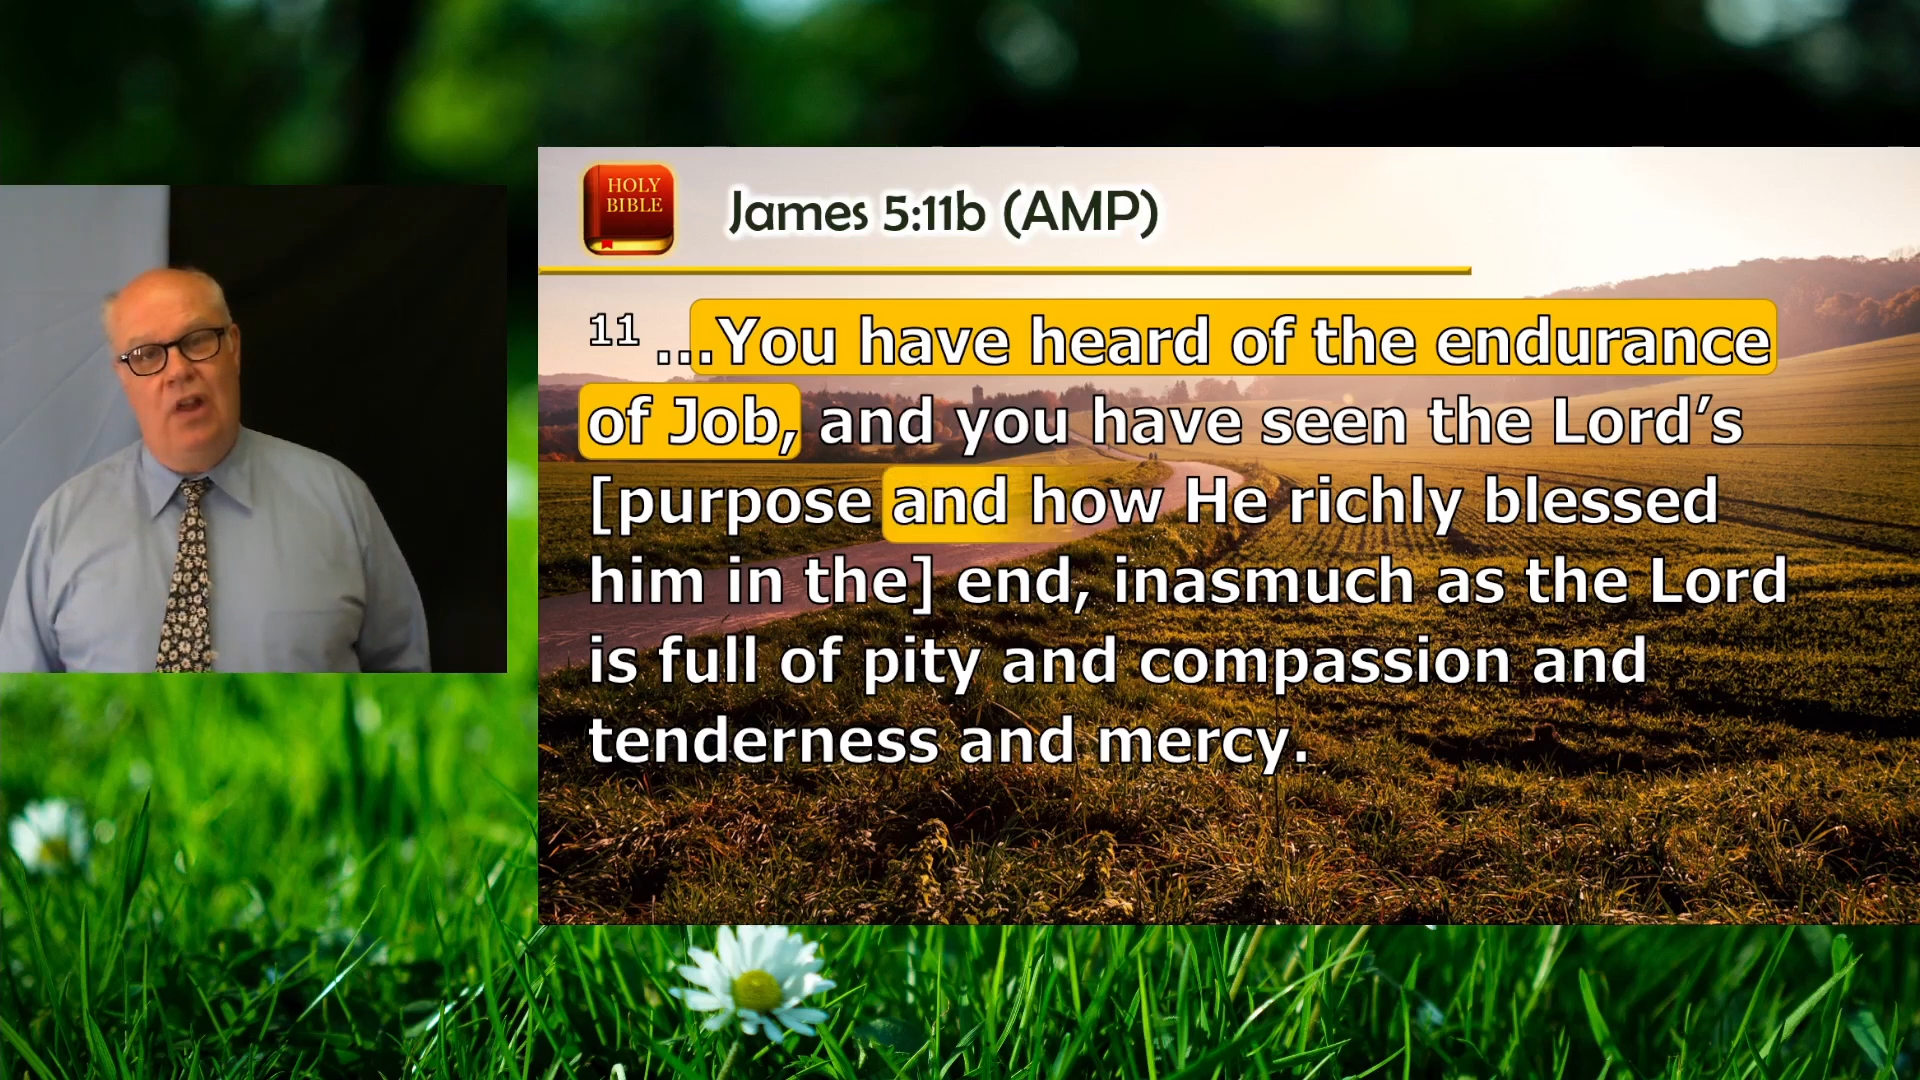 HOLY
BIBLE
James 5:11b (AMP)
11 ...You have heard of the endurance
of Job, and you have seen the Lord’s
[purpose and how He richly blessed
him in the] end, inasmuch as the Lord
is full of pity and compassion and
tenderness and mercy.